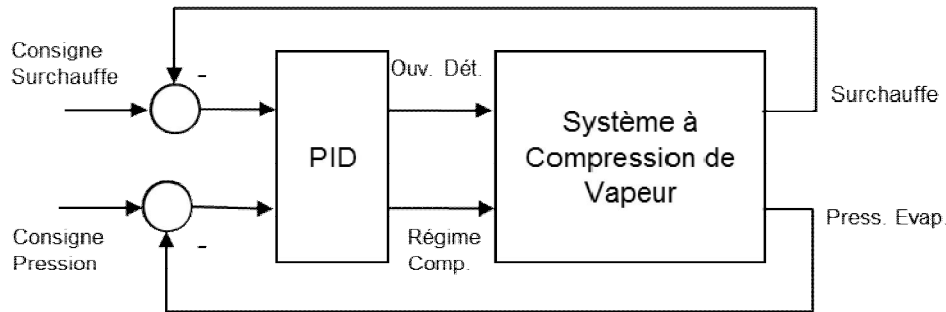 Consigne
Surchauffe
-
Ouv. Dét.
PID
Système à
Compression de
Vapeur
Surchauffe
Consigne
Pression
-
Régime
Comp.
Press. Evap.